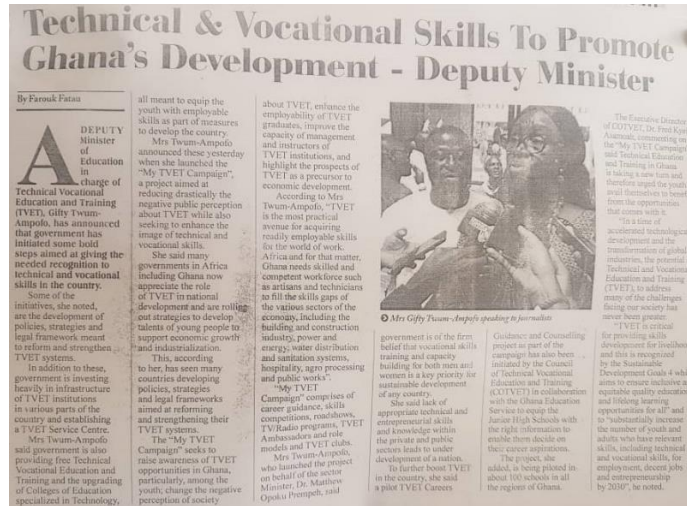 Technical & Vocational Skills To Promote
Ghana's Development - Deputy Minister
By Farouk Fatau
A DEPUTY
Minister
of
Education
in
charge of
Technical Vocational
Education and Training
(TVET), Gifty Twum-
Ampofo, has announced
that government has
initiated some bold
steps aimed at giving the
needed recognition to
technical and vocational
skills in the country.
Some of the
initiatives, she noted,
are the development of
policies, strategies and
legal framework meant
to reform and strengthen
TVET systems.
In addition to these,
government is investing
heavily in infrastructure
of TVET institutions
in various parts of the
country and establishing
a TVET Service Centre.
Mrs Twum-Ampofo
said government is also
providing free Technical
Vocational Education and
Training and the upgrading
of Colleges of Education
specialized in Technology,
all meant to equip the
youth with employable
skills as part of measures
to develop the country.
Mrs Twum-Ampofo
announced these yesterday
when she launched the
"My TVET Campaign",
a project aimed at
reducing drastically the
negative public perception
about TVET while also
seeking to enhance the
image of technical and
vocational skills.
She said many
governments in Africa
including Ghana now
appreciate the role
of TVET in national
development and are rolling
out strategies to develop
talents of young people to
support economic growth
and industrialization.
This, according
to her, has seen many
countries developing
policies, strategies
and legal frameworks
aimed at reforming
and strengthening their
TVET systems.
The "My TVET
Campaign" seeks to
raise awareness of TVET
opportunities in Ghana,
particularly, among the
youth; change the negative
perception of society
about TVET, enhance the
employability of TVET
graduates, improve the
capacity of management
and instructors of
TVET institutions, and
highlight the prospects of
TVET as a precursor to
economic development.
According to Mrs
Twum-Ampofo, "TVET
is the most practical
avenue for acquiring
readily employable skills
for the world of work.
Africa and for that matter,
Ghana needs skilled and
competent workforce such
as artisans and technicians
to fill the skills gaps of
the various sectors of the
economy, including the
building and construction
industry, power and
energy, water distribution
and sanitation systems,
hospitality, agro processing
and public works".
"My TVET
Campaign" comprises of
career guidance, skills
competitions, roadshows,
TV/Radio programs, TVET
Ambassadors and role
models and TVET clubs.
Mrs Twum-Ampofo,
who launched the project
on behalf of the sector
Minister, Dr. Matthew
Opoku Prempeh, said
Mrs Gifty Twum-Ampofo speaking to journalists
government is of the firm
belief that vocational skills
training and capacity
building for both men and
women is a key priority for
sustainable development
of any country.
She said lack of
appropriate technical and
entrepreneurial skills
and knowledge within
the private and public
sectors leads to under
development of a nation.
To further boost TVET
in the country, she said
a pilot TVET Careers
Guidance and Counselling
project as part of the
campaign has also been
initiated by the Council
of Technical Vocational
Education and Training
(COTVET) in collaboration
with the Ghana Education
Service to equip the
Junior High Schools with
the right information to
enable them decide on
their career aspirations.
The project, she
added, is being piloted in
about 100 schools in all
the regions of Ghana.
The Executive Director
of COTVET, Dr. Fred Kyei
Asamoah, commenting on
the "My TVET Campaign"
said Technical Education
and Training in Ghana
is taking a new turn and
therefore urged the youth
avail themselves to benefit
from the opportunities
that comes with it.
"In a time of
accelerated technological
development and the
transformation of global
industries, the potential
Technical and Vocational
Education and Training
(TVET), to address
many of the challenges
facing our society has
never been greater.
"TVET is critical
for providing skills
development for livelihood
and this is recognized
by the Sustainable
Development Goals 4
aims to ensure inclusive a
equitable quality education
and lifelong learning
opportunities for all" and
to "substantially increase
the number of youth and
adults who have relevant
skills, including technical
and vocational skills, for
employment, decent jobs
and entrepreneurship
by 2030", he noted.